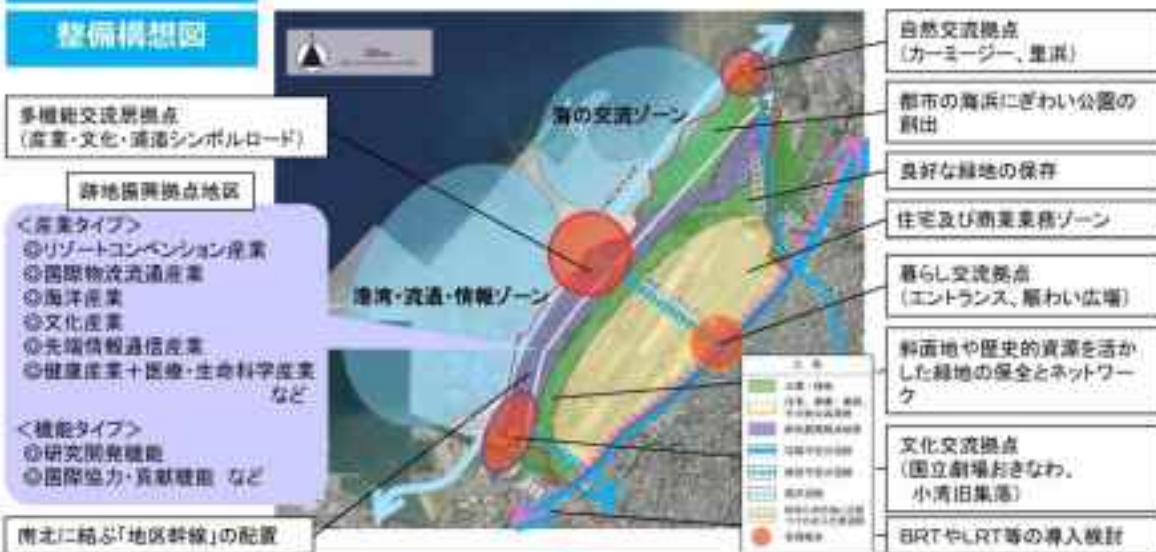 整備構想図
多機能交流居拠点
(産業・文化・浦添シンボルロード)
跡地振興拠点地区
<産業タイプ>
◎リゾートコンベンション産業
◎国際物流流通産業
◎海洋産業
◎文化産業
◎先端情報通信産業
◎健康産業+医療・生命科学産業
など
<機能タイプ>
◎研究開発機能
◎国際協力・貢献機能 など
南北に結ぶ「地区幹線」の配置
海の交流ゾーン
港湾・流通・情報ゾーン
自然交流拠点
(カーミージー、里浜)
都市の海浜にぎわい公園の
創出
良好な緑地の保存
住宅及び商業業務ゾーン
暮らし交流拠点
(エントランス、賑わい広場)
斜面地や歴史的資源を活か
した緑地の保全とネットワー
ク
文化交流拠点
(国立劇場おきなわ、
小湾旧集落)
BRTやLRT等の導入検討